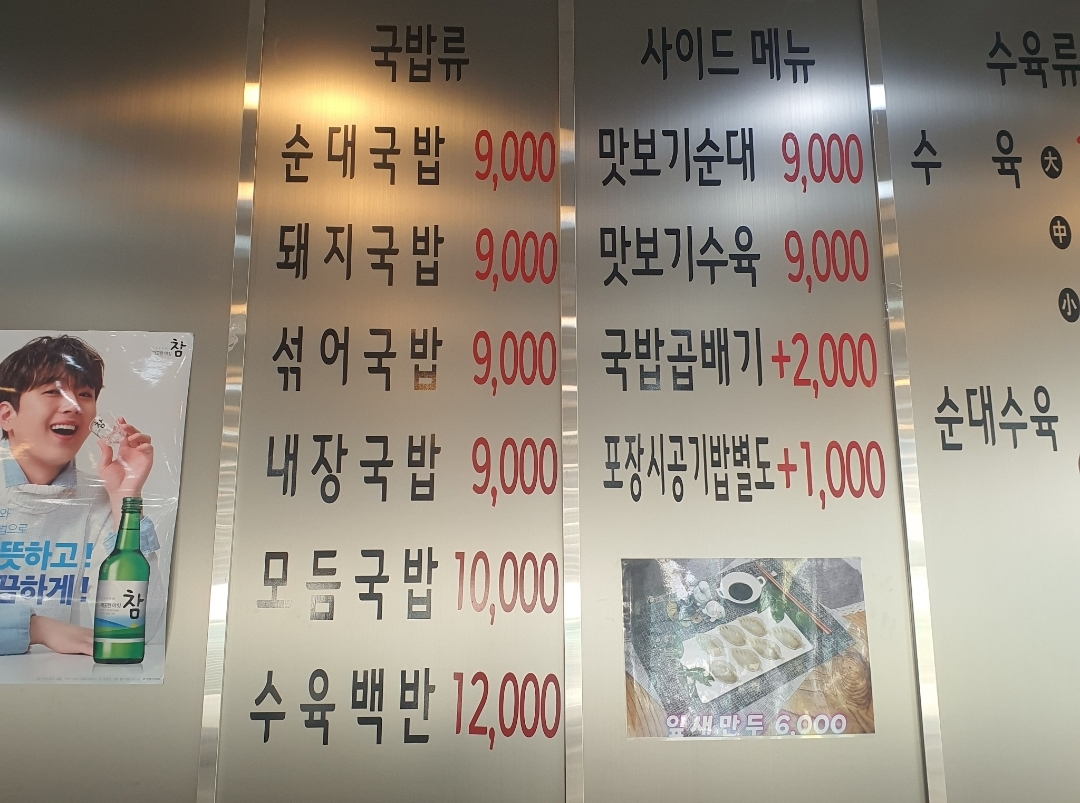 국밥류
순대국밥 9,000
돼지국밥 9,000
섞어국밥 9,000
내장국밥 9,000
모듬국밥 10,000
수육백반 12,000
사이드 메뉴
맛보기순대 9,000
맛보기수육 9,000
국밥곱배기 +2,000
포장시공기밥별도 +1,000
잎새만두 6,000
수육류
수육 大
中
小
순대수육
참
뜻하고!
끔하게!
참